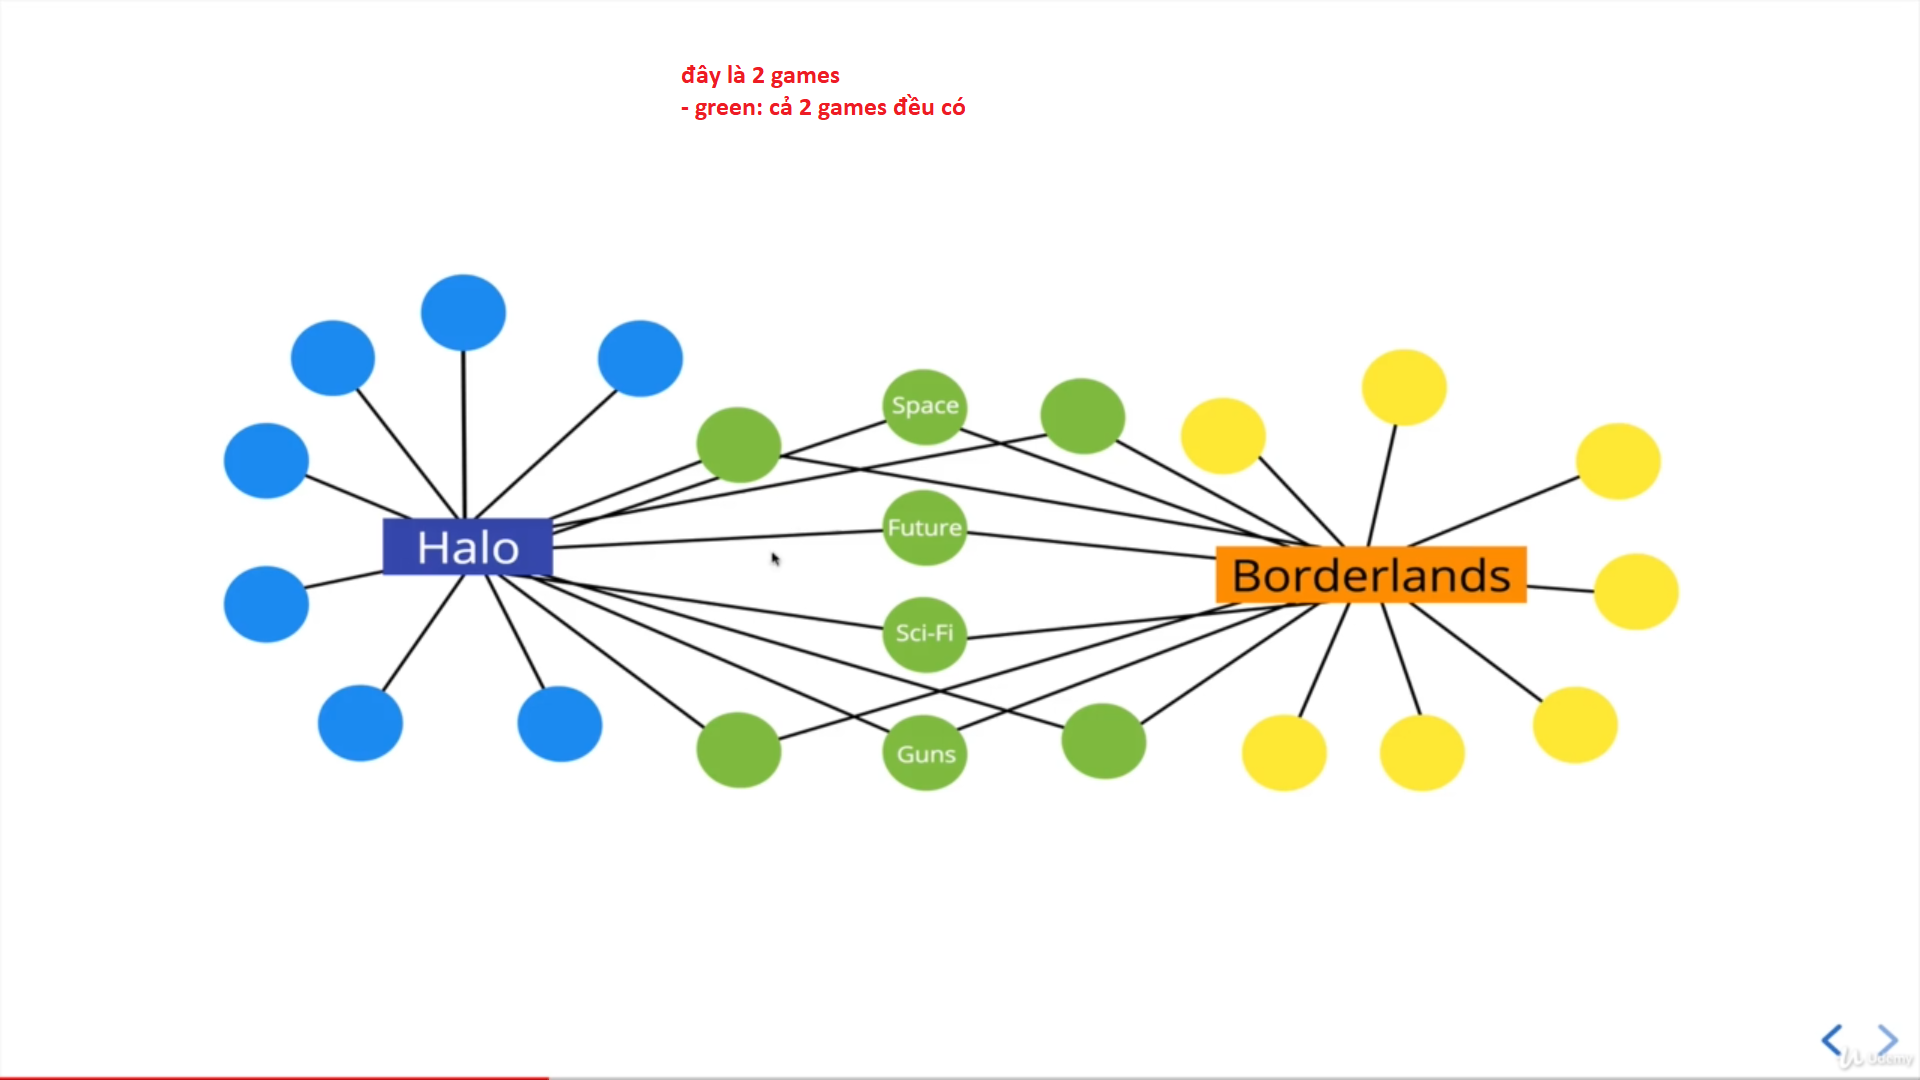 đây là 2 games
- green: cả 2 games đều có
Space
Future
Halo
Borderlands
Sci-Fi
Guns
Udemy